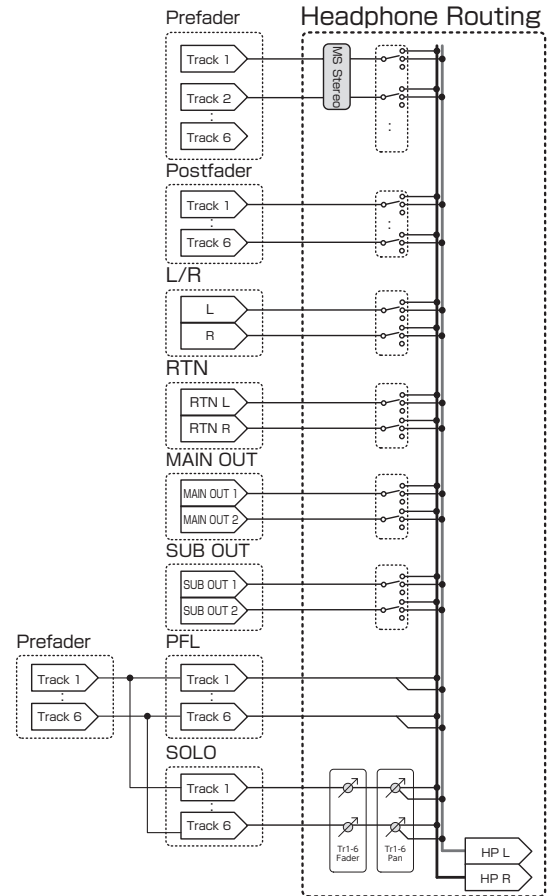 Prefader
Headphone Routing
Track 1
MS Stereo
Track 2
:
Track 6
:
Postfader
Track 1
:
:
Track 6
L/R
L
R
RTN
RTN L
RTN R
MAIN OUT
MAIN OUT 1
MAIN OUT 2
SUB OUT
SUB OUT 1
SUB OUT 2
Prefader
PFL
Track 1
Track 1
:
:
Track 6
Track 6
SOLO
Track 1
:
Track 6
Tr1-6
Fader
Tr1-6
Pan
HP L
HP R